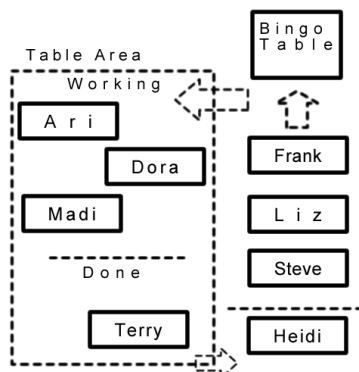 Bingo
Table
Table Area
Working
Ari
Dora
Madi
Done
Terry
Frank
Liz
Steve
Heidi